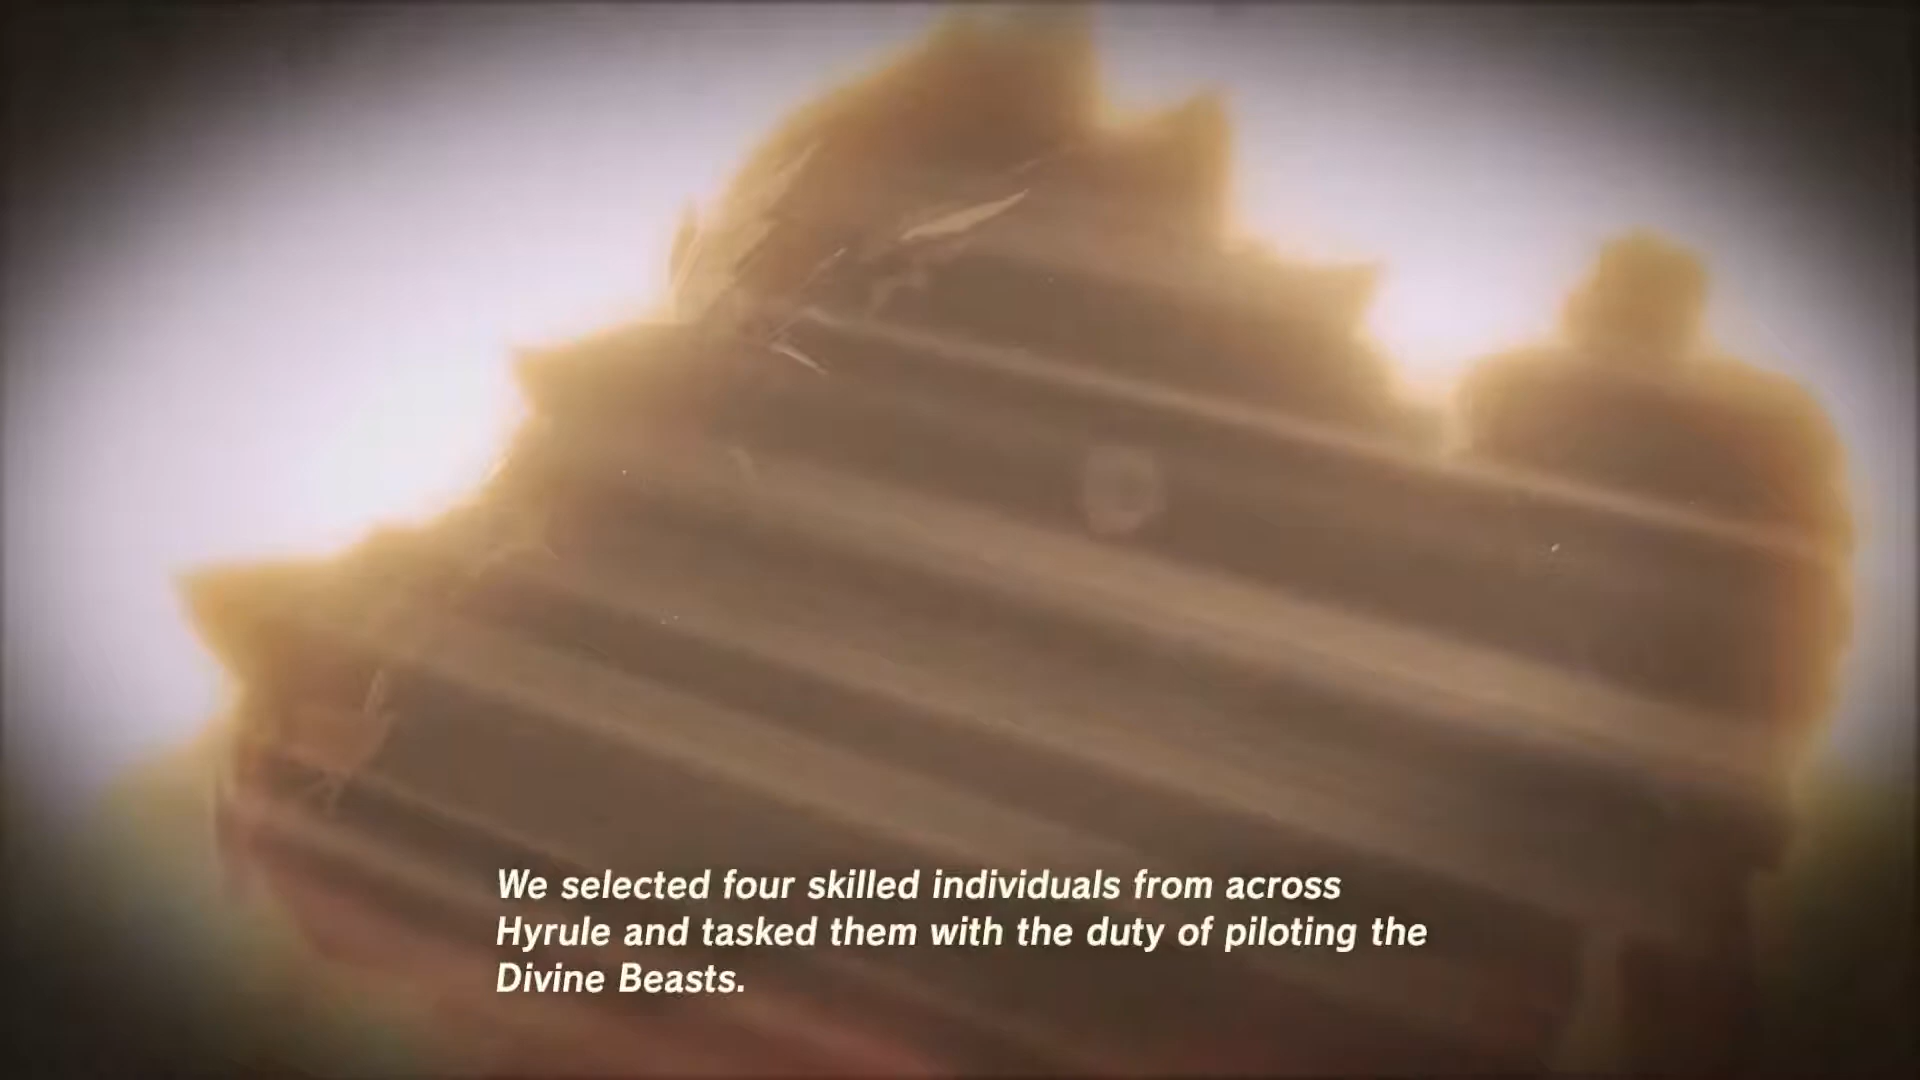 We selected four skilled individuals from across
Hyrule and tasked them with the duty of piloting the
Divine Beasts.